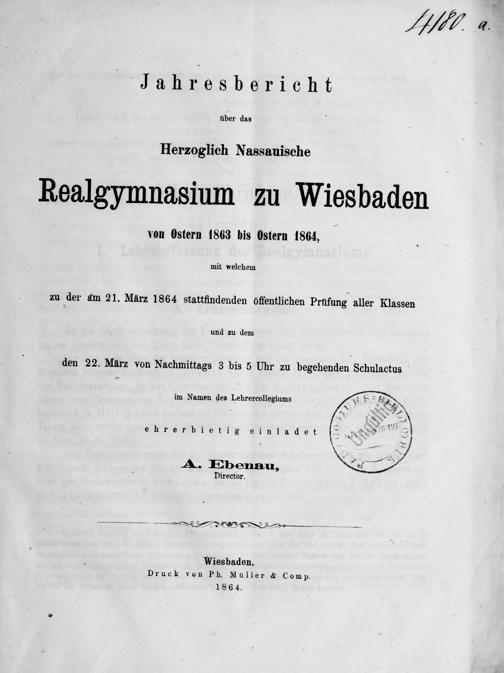 4180. a.
Jahresbericht
über das
Herzoglich Nassauische
Realgymnasium zu Wiesbaden
von Ostern 1863 bis Ostern 1864,
mit welchem
zu der am 21. März 1864 stattfindenden öffentlichen Prüfung aller Klassen
und zu dem
den 22. März von Nachmittags 3 bis 5 Uhr zu begehenden Schulactus
im Namen des Lehrercollegiums
ehrerbietig einladet
A. Ebenau,
Director.
Ungültig
Wiesbaden.
Druck von Ph. Müller & Comp.
1864.